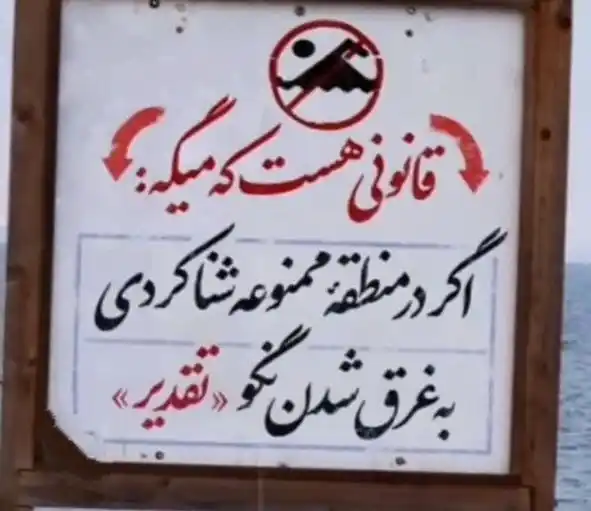 قانونی هست که میگه:
اگر در منطقهٔ ممنوعه شنا کردی
به غرق شدن نگو «تقدیر»